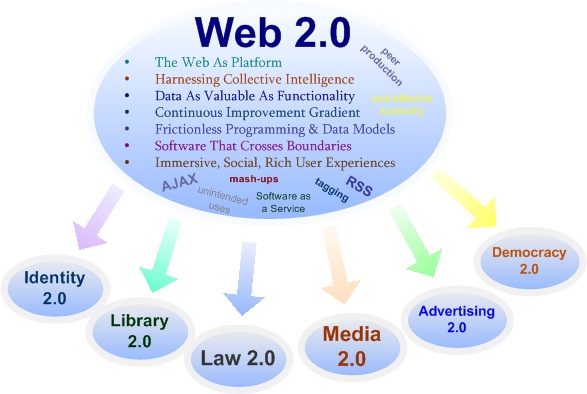 Web 2.0
• The Web As Platform
• Harnessing Collective Intelligence
• Data As Valuable As Functionality
• Continuous Improvement Gradient
• Frictionless Programming & Data Models
• Software That Crosses Boundaries
• Immersive, Social, Rich User Experiences
peer
production
AJAX
unintended
uses
mash-ups
Software as
a Service
tagging
RSS
Identity
2.0
Library
2.0
Law 2.0
Media
2.0
Advertising
2.0
Democracy
2.0